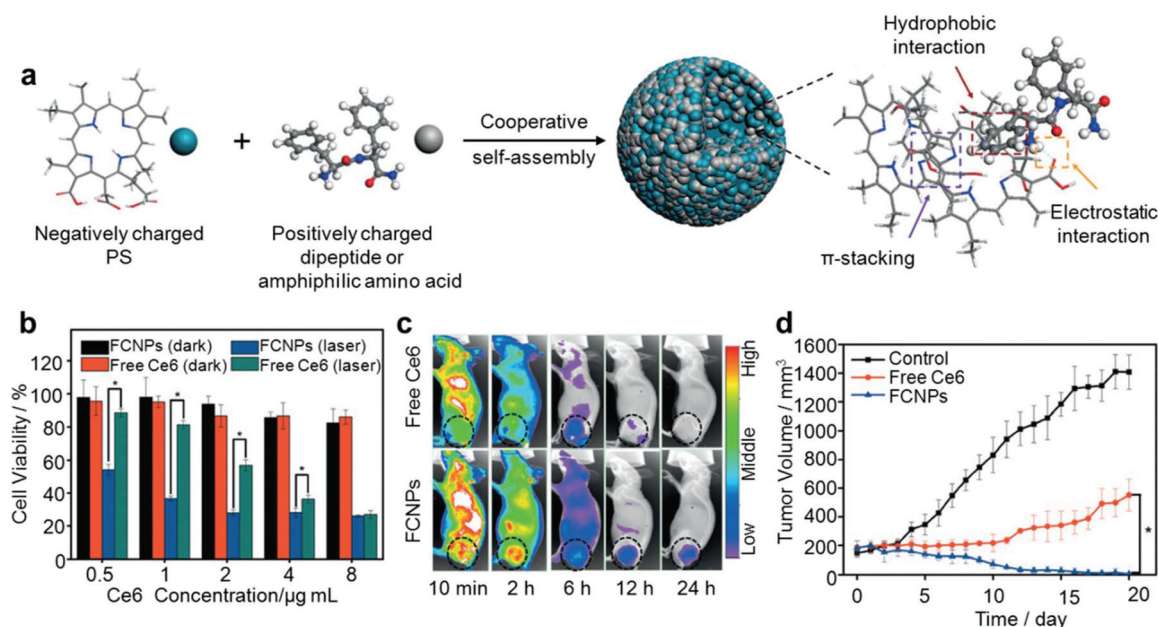 a
Negatively charged
PS
+
Positively charged
dipeptide or
amphiphilic amino acid
Cooperative
self-assembly
Hydrophobic
interaction
Electrostatic
interaction
π-stacking
b
FCNPs (dark)
FCNPs (laser)
Free Ce6 (dark)
Free Ce6 (laser)
Cell Viability / %
120
100
80
60
40
20
0
* * * *
0.5 1 2 4 8
Ce6 Concentration/µg mL
c
Free Ce6
FCNPs
10 min 2 h 6 h 12 h 24 h
High
Middle
Low
d
Control
Free Ce6
FCNPs
Tumor Volume / mm³
1600
1400
1200
1000
800
600
400
200
0
*
0 5 10 15 20
Time / day